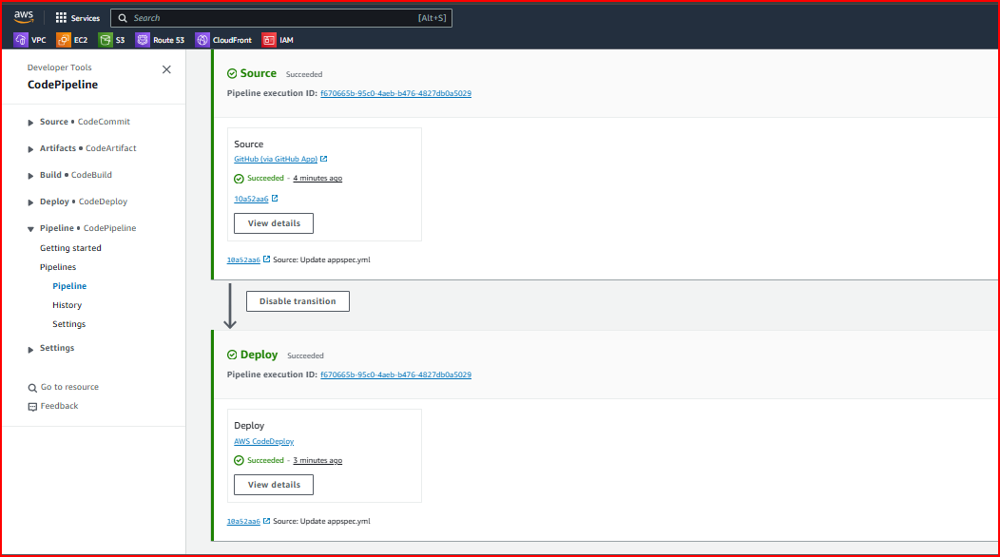 aws
Services
Search [Alt+S]
VPC EC2 S3 Route 53 CloudFront IAM
Developer Tools
CodePipeline
Source • CodeCommit
Artifacts • CodeArtifact
Build • CodeBuild
Deploy • CodeDeploy
Pipeline • CodePipeline
Getting started
Pipelines
Pipeline
History
Settings
Settings
Go to resource
Feedback
Source Succeeded
Pipeline execution ID: f670665b-95c0-4aeb-b476-4827db0a5029
Source
GitHub (via GitHub App)
Succeeded - 4 minutes ago
10a52aa6
View details
10a52aa6 Source: Update appspec.yml
Disable transition
Deploy Succeeded
Pipeline execution ID: f670665b-95c0-4aeb-b476-4827db0a5029
Deploy
AWS CodeDeploy
Succeeded - 3 minutes ago
View details
10a52aa6 Source: Update appspec.yml